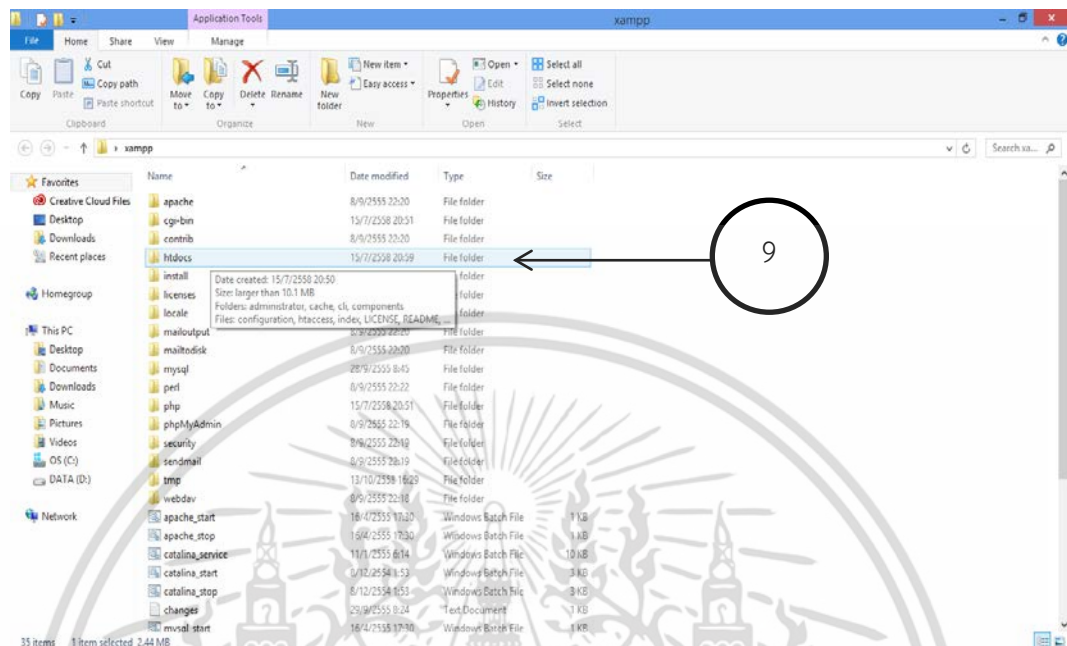 Application Tools
xampp
File Home Share View Manage
Cut
Copy path
Paste shortcut
Copy Paste
Move to Copy to Delete Rename
New folder
New item
Easy access
Properties
Open
Edit
History
Select all
Select none
Invert selection
Clipboard Organize New Open Select
xampp
Search xa...
Name Date modified Type Size
Favorites
Creative Cloud Files
Desktop
Downloads
Recent places
Homegroup
This PC
Desktop
Documents
Downloads
Music
Pictures
Videos
OS (C:)
DATA (D:)
Network
apache 8/9/2555 22:20 File folder
cgi-bin 15/7/2558 20:51 File folder
contrib 8/9/2555 22:20 File folder
htdocs 15/7/2558 20:59 File folder
install folder
licenses folder
locale folder
Date created: 15/7/2558 20:50
Size: larger than 10.1 MB
Folders: administrator, cache, cli, components
Files: configuration, htaccess, index, LICENSE, README, ...
mailoutput 8/9/2555 22:20 File folder
mailtodisk 8/9/2555 22:20 File folder
mysql 28/9/2555 8:45 File folder
perl 8/9/2555 22:22 File folder
php 15/7/2558 20:51 File folder
phpMyAdmin 8/9/2555 22:19 File folder
security 8/9/2555 22:19 File folder
sendmail 8/9/2555 22:19 File folder
tmp 13/10/2558 16:29 File folder
webdav 8/9/2555 22:18 File folder
apache_start 16/4/2555 17:30 Windows Batch File 1 KB
apache_stop 16/4/2555 17:30 Windows Batch File 1 KB
catalina_service 11/1/2555 6:14 Windows Batch File 10 KB
catalina_start 8/12/2554 1:53 Windows Batch File 3 KB
catalina_stop 8/12/2554 1:53 Windows Batch File 3 KB
changes 29/9/2555 8:24 Text Document 1 KB
mysql_start 16/4/2555 17:30 Windows Batch File 1 KB
35 items 1 item selected 2.44 MB
9